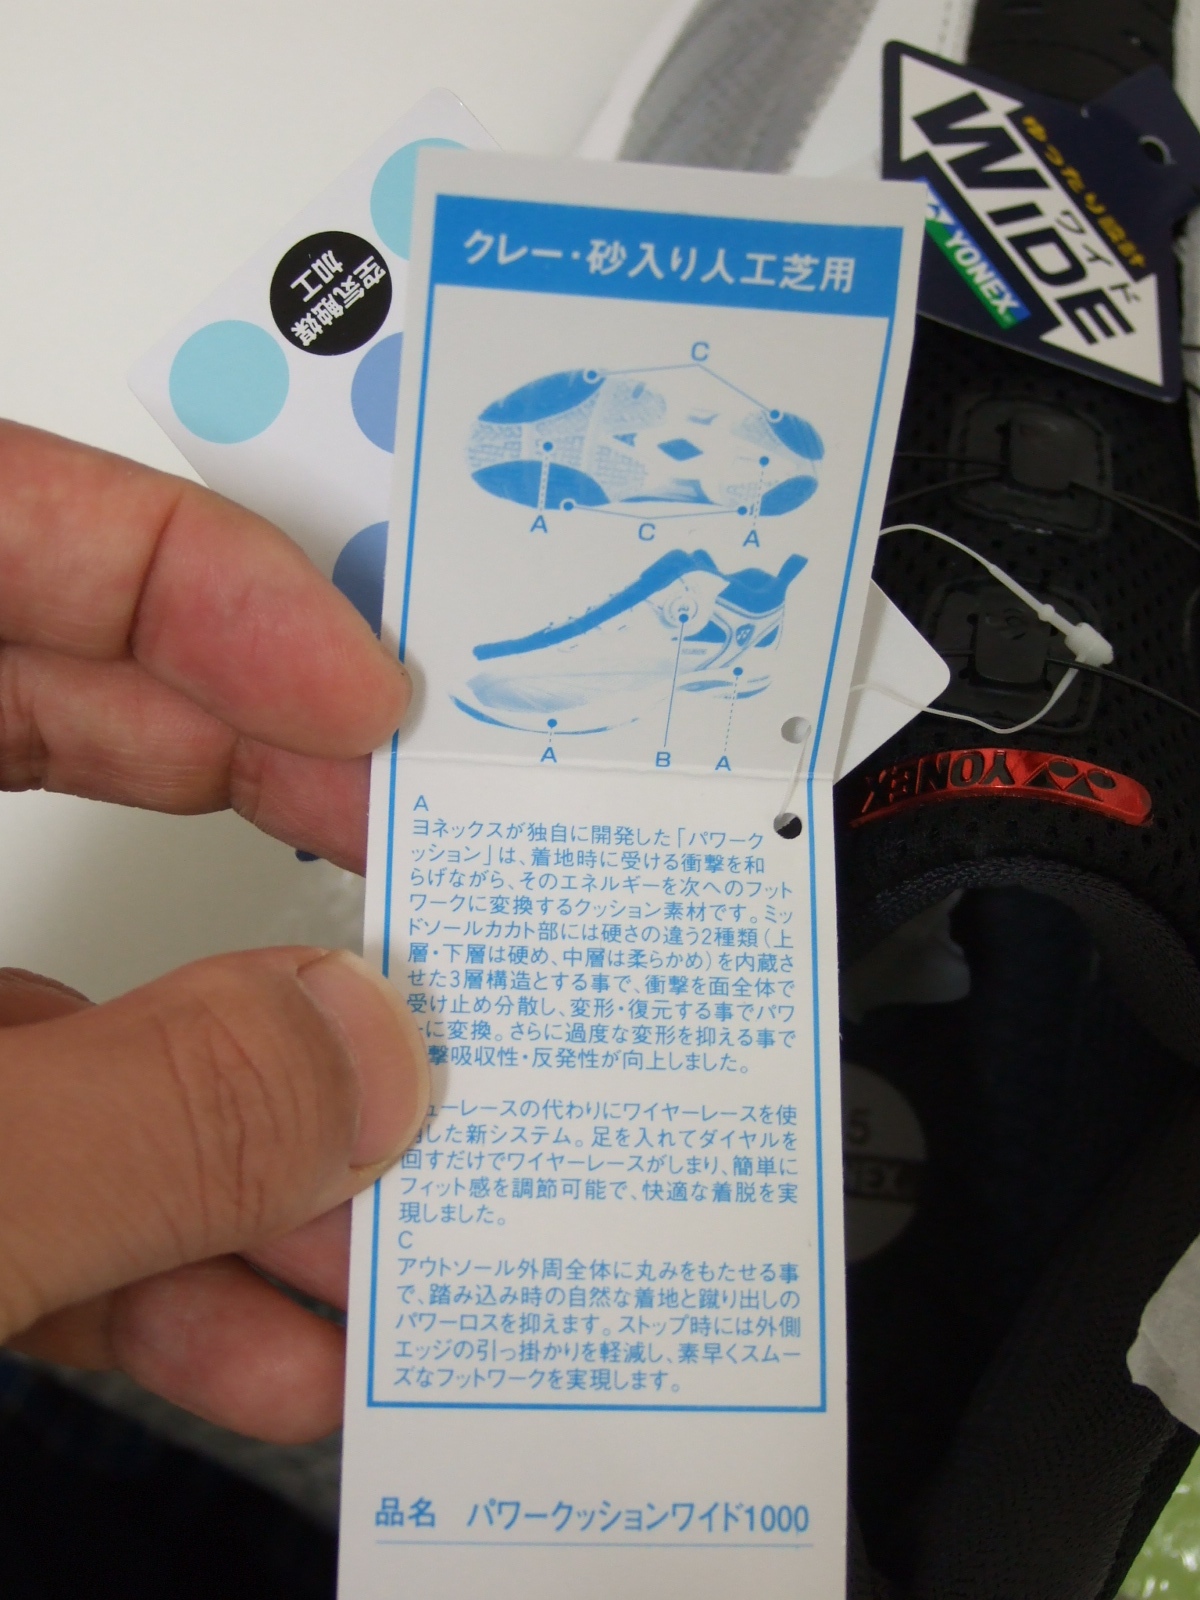 ゆったり設計
ワイド
WIDE
YONEX
空気触媒
加工
クレー・砂入り人工芝用
C
A
C
A
A
B
A
YONEX
A
ヨネックスが独自に開発した「パワーク
ッション」は、着地時に受ける衝撃を和
らげながら、そのエネルギーを次へのフット
ワークに変換するクッション素材です。ミッ
ドソールカカト部には硬さの違う2種類（上
層・下層は硬め、中層は柔らかめ）を内蔵さ
せた3層構造とする事で、衝撃を面全体で
受け止め分散し、変形・復元する事でパワ
ーに変換。さらに過度な変形を抑える事で
撃吸収性・反発性が向上しました。
ューレースの代わりにワイヤーレースを使
用した新システム。足を入れてダイヤルを
回すだけでワイヤーレースがしまり、簡単に
フィット感を調節可能で、快適な着脱を実
現しました。
C
アウトソール外周全体に丸みをもたせる事
で、踏み込み時の自然な着地と蹴り出しの
パワーロスを抑えます。ストップ時には外側
エッジの引っ掛かりを軽減し、素早くスムー
ズなフットワークを実現します。
品名 パワークッションワイド1000